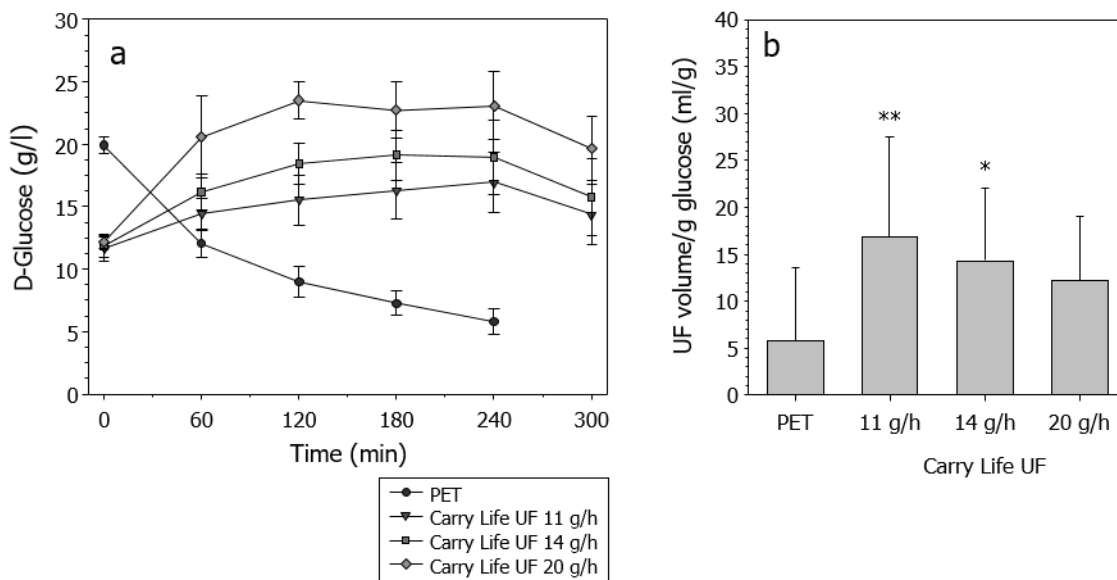 a
D-Glucose (g/l)
30
25
20
15
10
5
0
0 60 120 180 240 300
Time (min)
PET
Carry Life UF 11 g/h
Carry Life UF 14 g/h
Carry Life UF 20 g/h
b
UF volume/g glucose (ml/g)
40
35
30
25
20
15
10
5
0
**
*
PET 11 g/h 14 g/h 20 g/h
Carry Life UF